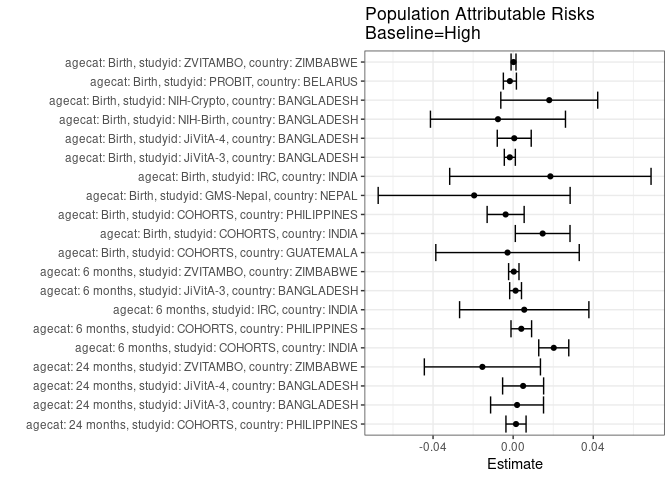 Population Attributable Risks
Baseline=High
agecat: Birth, studyid: ZVITAMBO, country: ZIMBABWE
agecat: Birth, studyid: PROBIT, country: BELARUS
agecat: Birth, studyid: NIH-Crypto, country: BANGLADESH
agecat: Birth, studyid: NIH-Birth, country: BANGLADESH
agecat: Birth, studyid: JiVitA-4, country: BANGLADESH
agecat: Birth, studyid: JiVitA-3, country: BANGLADESH
agecat: Birth, studyid: IRC, country: INDIA
agecat: Birth, studyid: GMS-Nepal, country: NEPAL
agecat: Birth, studyid: COHORTS, country: PHILIPPINES
agecat: Birth, studyid: COHORTS, country: INDIA
agecat: Birth, studyid: COHORTS, country: GUATEMALA
agecat: 6 months, studyid: ZVITAMBO, country: ZIMBABWE
agecat: 6 months, studyid: JiVitA-3, country: BANGLADESH
agecat: 6 months, studyid: IRC, country: INDIA
agecat: 6 months, studyid: COHORTS, country: PHILIPPINES
agecat: 6 months, studyid: COHORTS, country: INDIA
agecat: 24 months, studyid: ZVITAMBO, country: ZIMBABWE
agecat: 24 months, studyid: JiVitA-4, country: BANGLADESH
agecat: 24 months, studyid: JiVitA-3, country: BANGLADESH
agecat: 24 months, studyid: COHORTS, country: PHILIPPINES
-0.04 0.00 0.04
Estimate